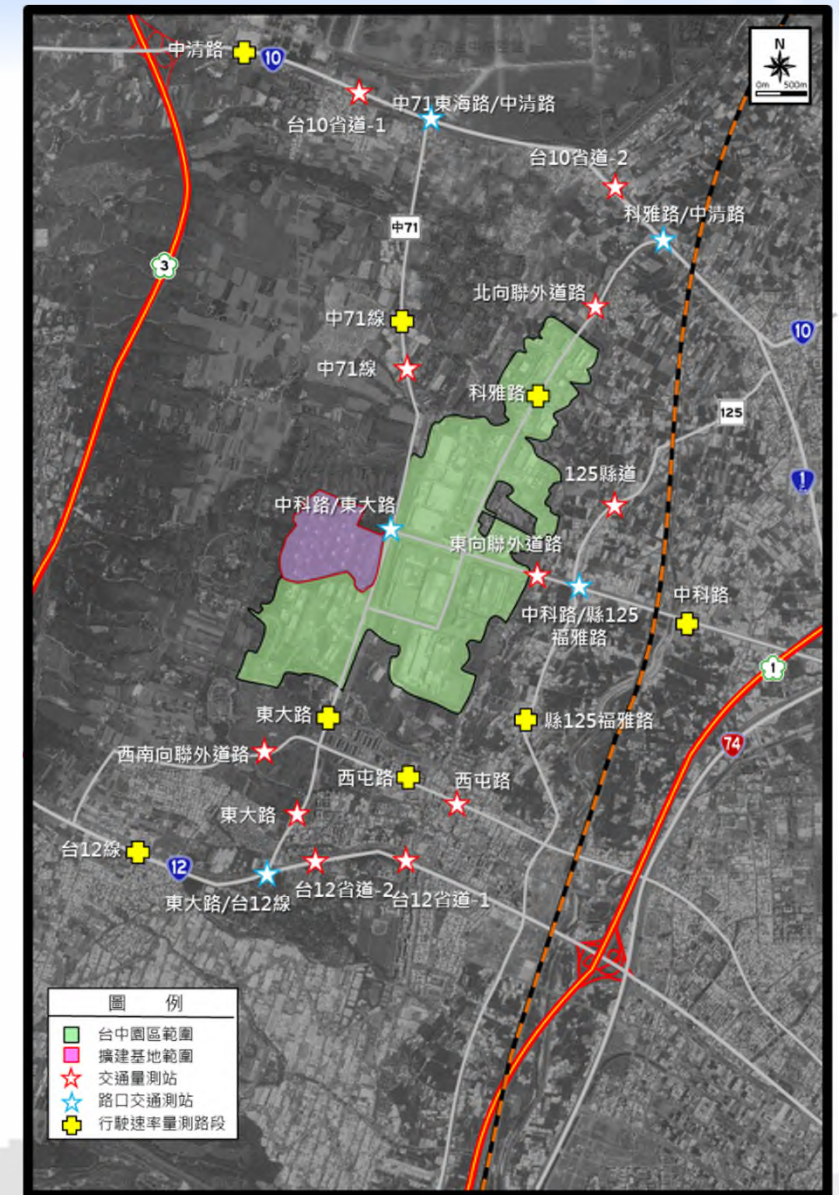 中清路
10
N
0m 500m
台10省道-1
中71東海路/中清路
台10省道-2
科雅路/中清路
中71
3
北向聯外道路
中71線
10
中71線
科雅路
125
125縣道
1
中科路/東大路
東向聯外道路
中科路/縣125
福雅路
中科路
1
東大路
縣125福雅路
74
西南向聯外道路
西屯路
西屯路
東大路
台12線
12
東大路/台12線
台12省道-2
台12省道-1
圖 例
台中園區範圍
擴建基地範圍
交通量測站
路口交通測站
行駛速率量測路段